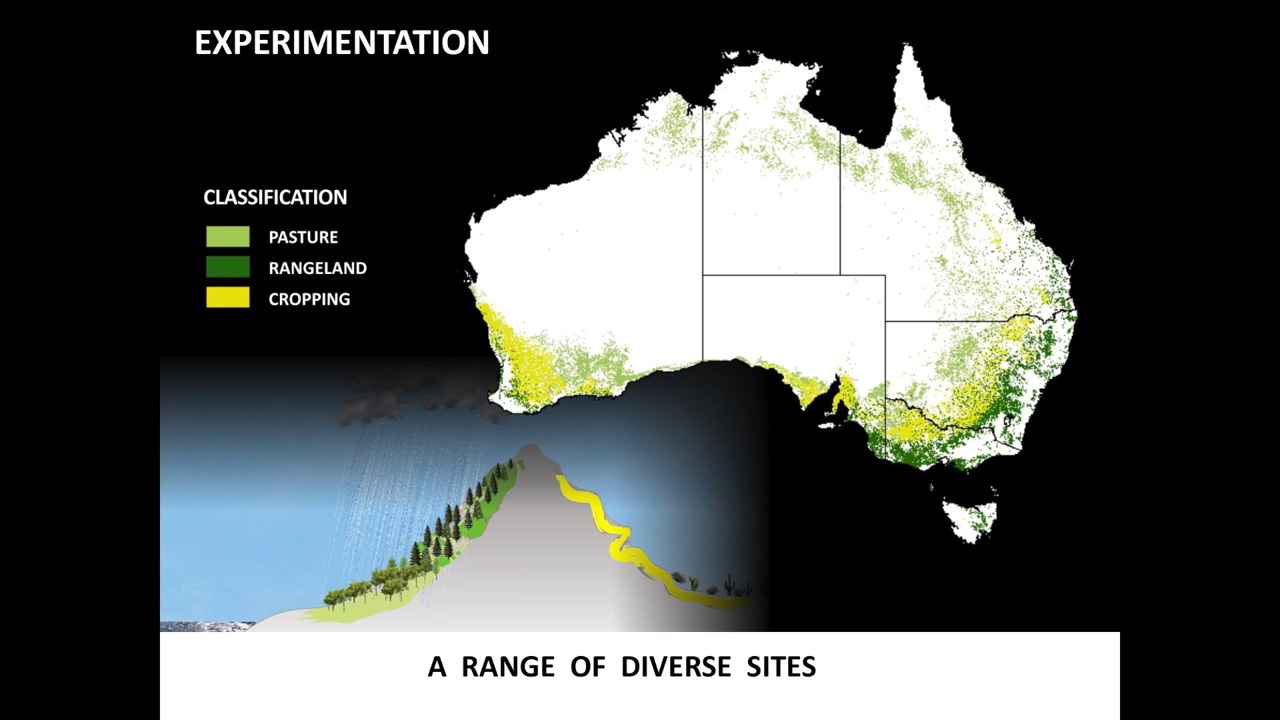 EXPERIMENTATION
CLASSIFICATION
PASTURE
RANGELAND
CROPPING
A RANGE OF DIVERSE SITES